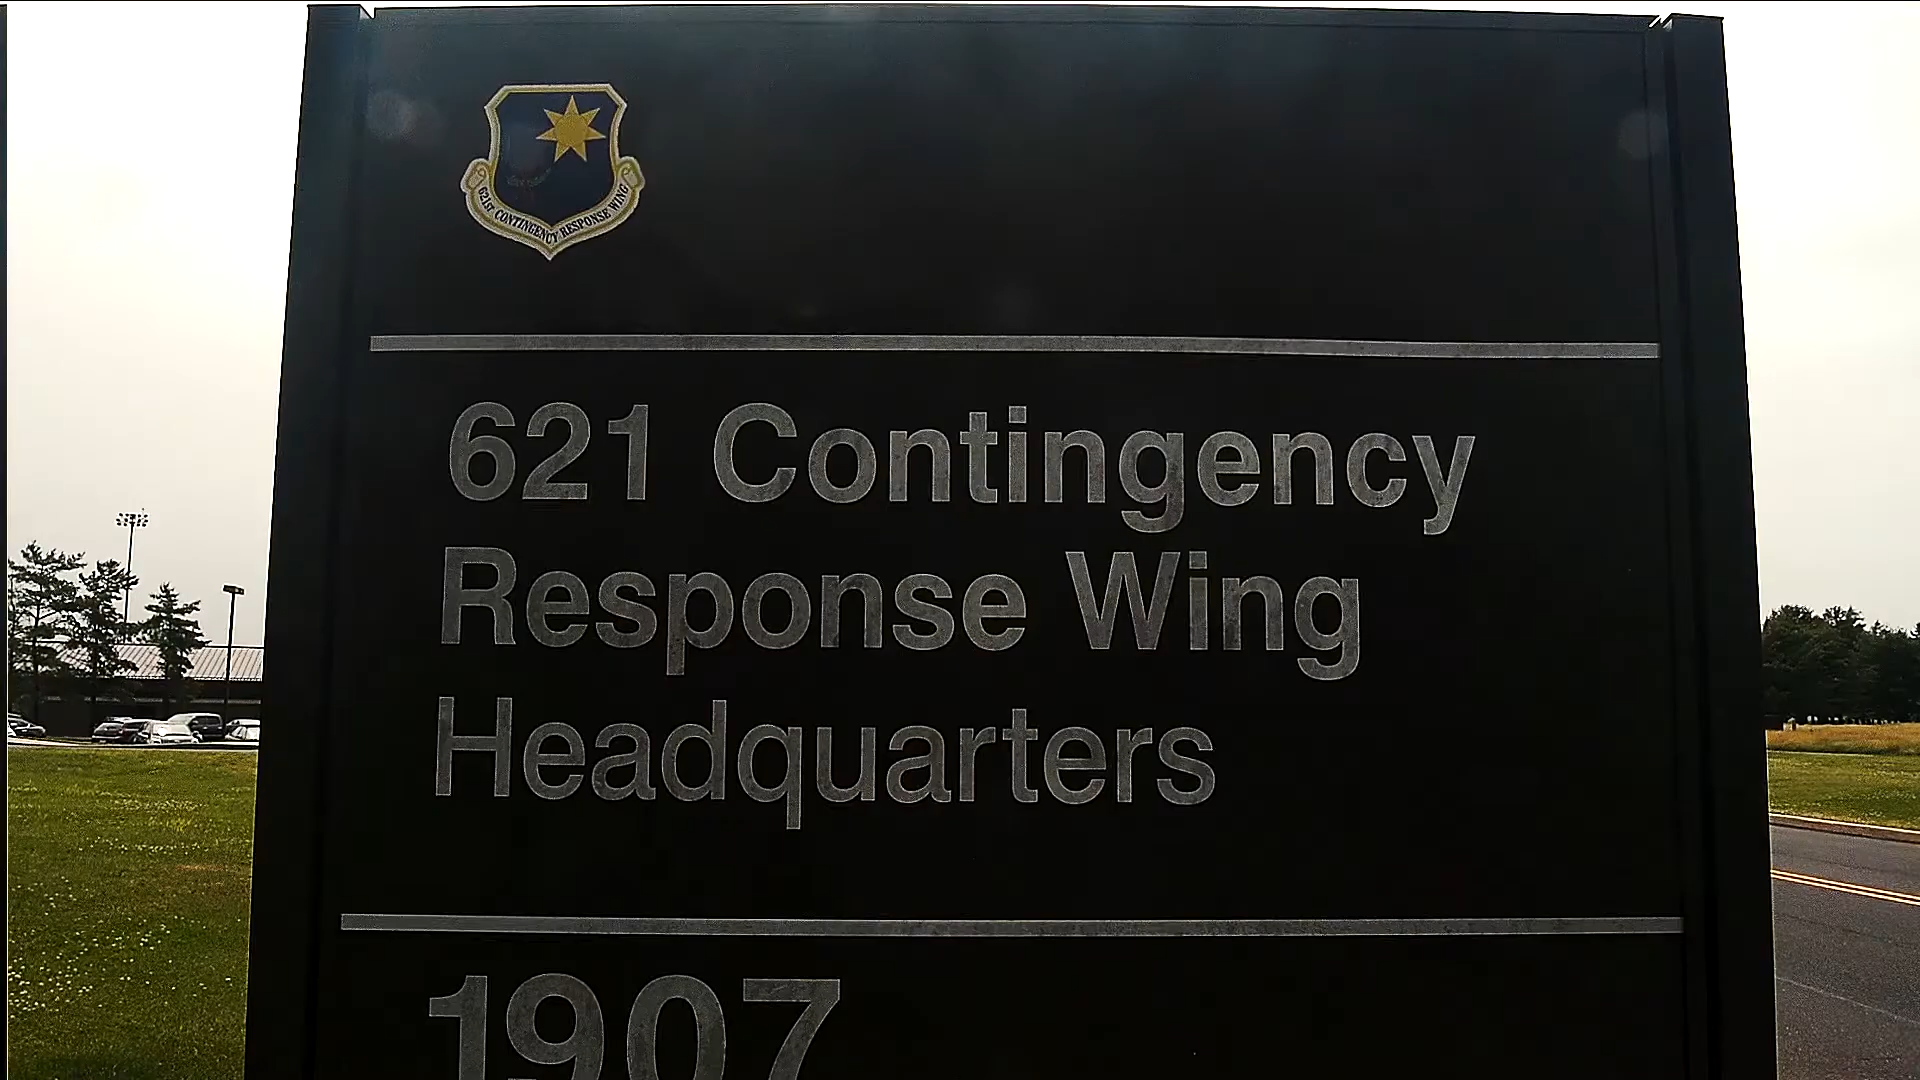 621ST CONTINGENCY RESPONSE WING
621 Contingency
Response Wing
Headquarters
1907